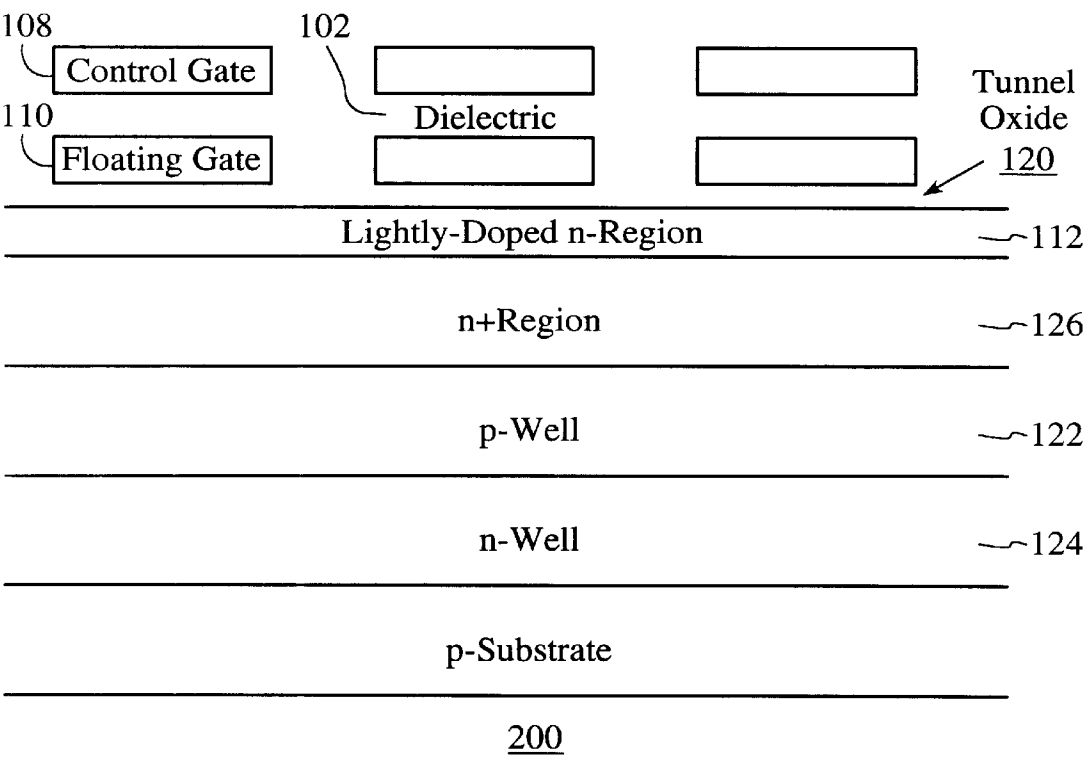 108
102
Control Gate
Tunnel
Oxide
120
110
Dielectric
Floating Gate
Lightly-Doped n-Region
112
n+Region
126
p-Well
122
n-Well
124
p-Substrate
200